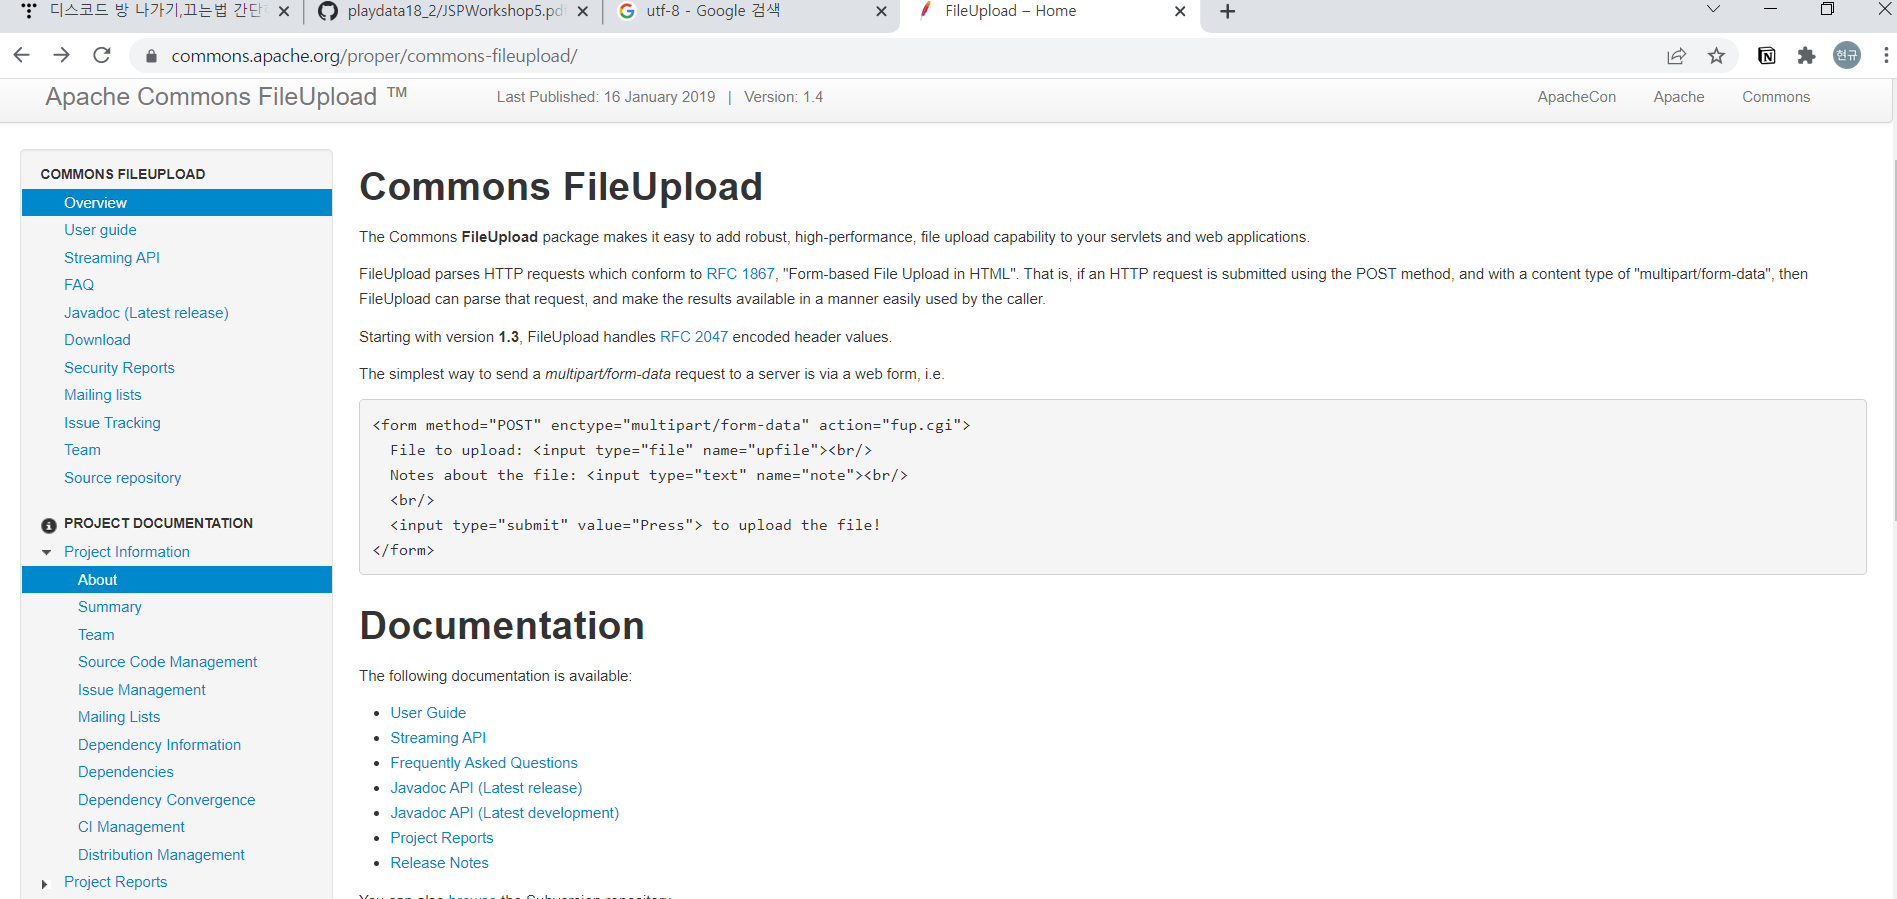 디스코드 방 나가기,끄는법 간단
playdata18_2/JSPWorkshop5.pd
utf-8 - Google 검색
FileUpload – Home
commons.apache.org/proper/commons-fileupload/
현규
Apache Commons FileUpload ™
Last Published: 16 January 2019 | Version: 1.4
ApacheCon Apache Commons
COMMONS FILEUPLOAD
Overview
User guide
Streaming API
FAQ
Javadoc (Latest release)
Download
Security Reports
Mailing lists
Issue Tracking
Team
Source repository
PROJECT DOCUMENTATION
Project Information
About
Summary
Team
Source Code Management
Issue Management
Mailing Lists
Dependency Information
Dependencies
Dependency Convergence
CI Management
Distribution Management
Project Reports
Commons FileUpload
The Commons FileUpload package makes it easy to add robust, high-performance, file upload capability to your servlets and web applications.
FileUpload parses HTTP requests which conform to RFC 1867, "Form-based File Upload in HTML". That is, if an HTTP request is submitted using the POST method, and with a content type of "multipart/form-data", then
FileUpload can parse that request, and make the results available in a manner easily used by the caller.
Starting with version 1.3, FileUpload handles RFC 2047 encoded header values.
The simplest way to send a multipart/form-data request to a server is via a web form, i.e.
<form method="POST" enctype="multipart/form-data" action="fup.cgi">
File to upload: <input type="file" name="upfile"><br/>
Notes about the file: <input type="text" name="note"><br/>
<br/>
<input type="submit" value="Press"> to upload the file!
</form>
Documentation
The following documentation is available:
User Guide
Streaming API
Frequently Asked Questions
Javadoc API (Latest release)
Javadoc API (Latest development)
Project Reports
Release Notes
You can also browse the Subversion repository.